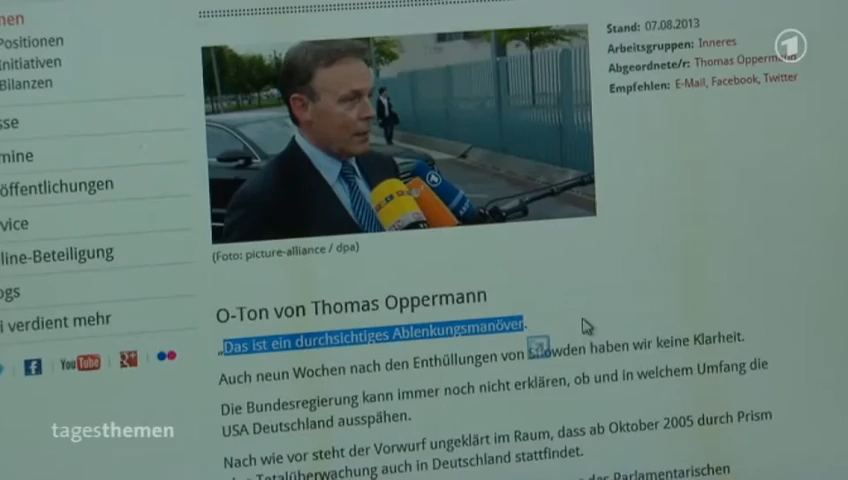 nen
Positionen
Initiativen
Bilanzen
sse
mine
öffentlichungen
vice
line-Beteiligung
ogs
i verdient mehr
You Tube
tagesthemen
Stand: 07.08.2013
Arbeitsgruppen: Inneres
Abgeordnete/r: Thomas Oppermann
Empfehlen: E-Mail, Facebook, Twitter
1
(Foto: picture-alliance / dpa)
O-Ton von Thomas Oppermann
„Das ist ein durchsichtiges Ablenkungsmanöver.
Auch neun Wochen nach den Enthüllungen von Snowden haben wir keine Klarheit.
Die Bundesregierung kann immer noch nicht erklären, ob und in welchem Umfang die
USA Deutschland ausspähen.
Nach wie vor steht der Vorwurf ungeklärt im Raum, dass ab Oktober 2005 durch Prism
Totalüberwachung auch in Deutschland stattfindet.
der Parlamentarischen